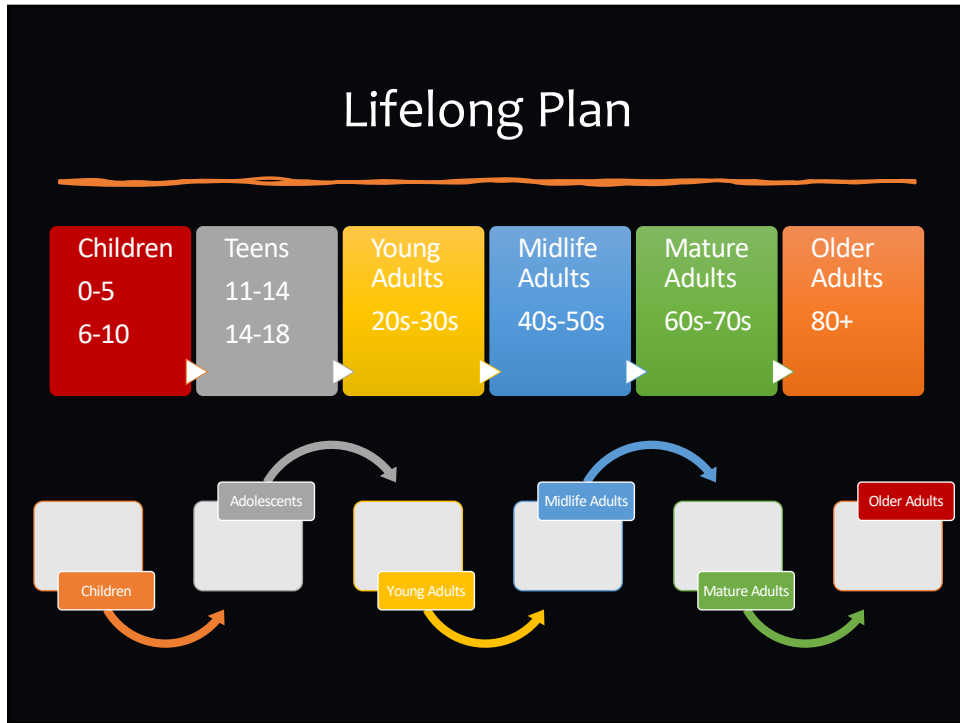 Lifelong Plan
Children
0-5
6-10
Teens
11-14
14-18
Young
Adults
20s-30s
Midlife
Adults
40s-50s
Mature
Adults
60s-70s
Older
Adults
80+
Children
Adolescents
Young Adults
Midlife Adults
Mature Adults
Older Adults